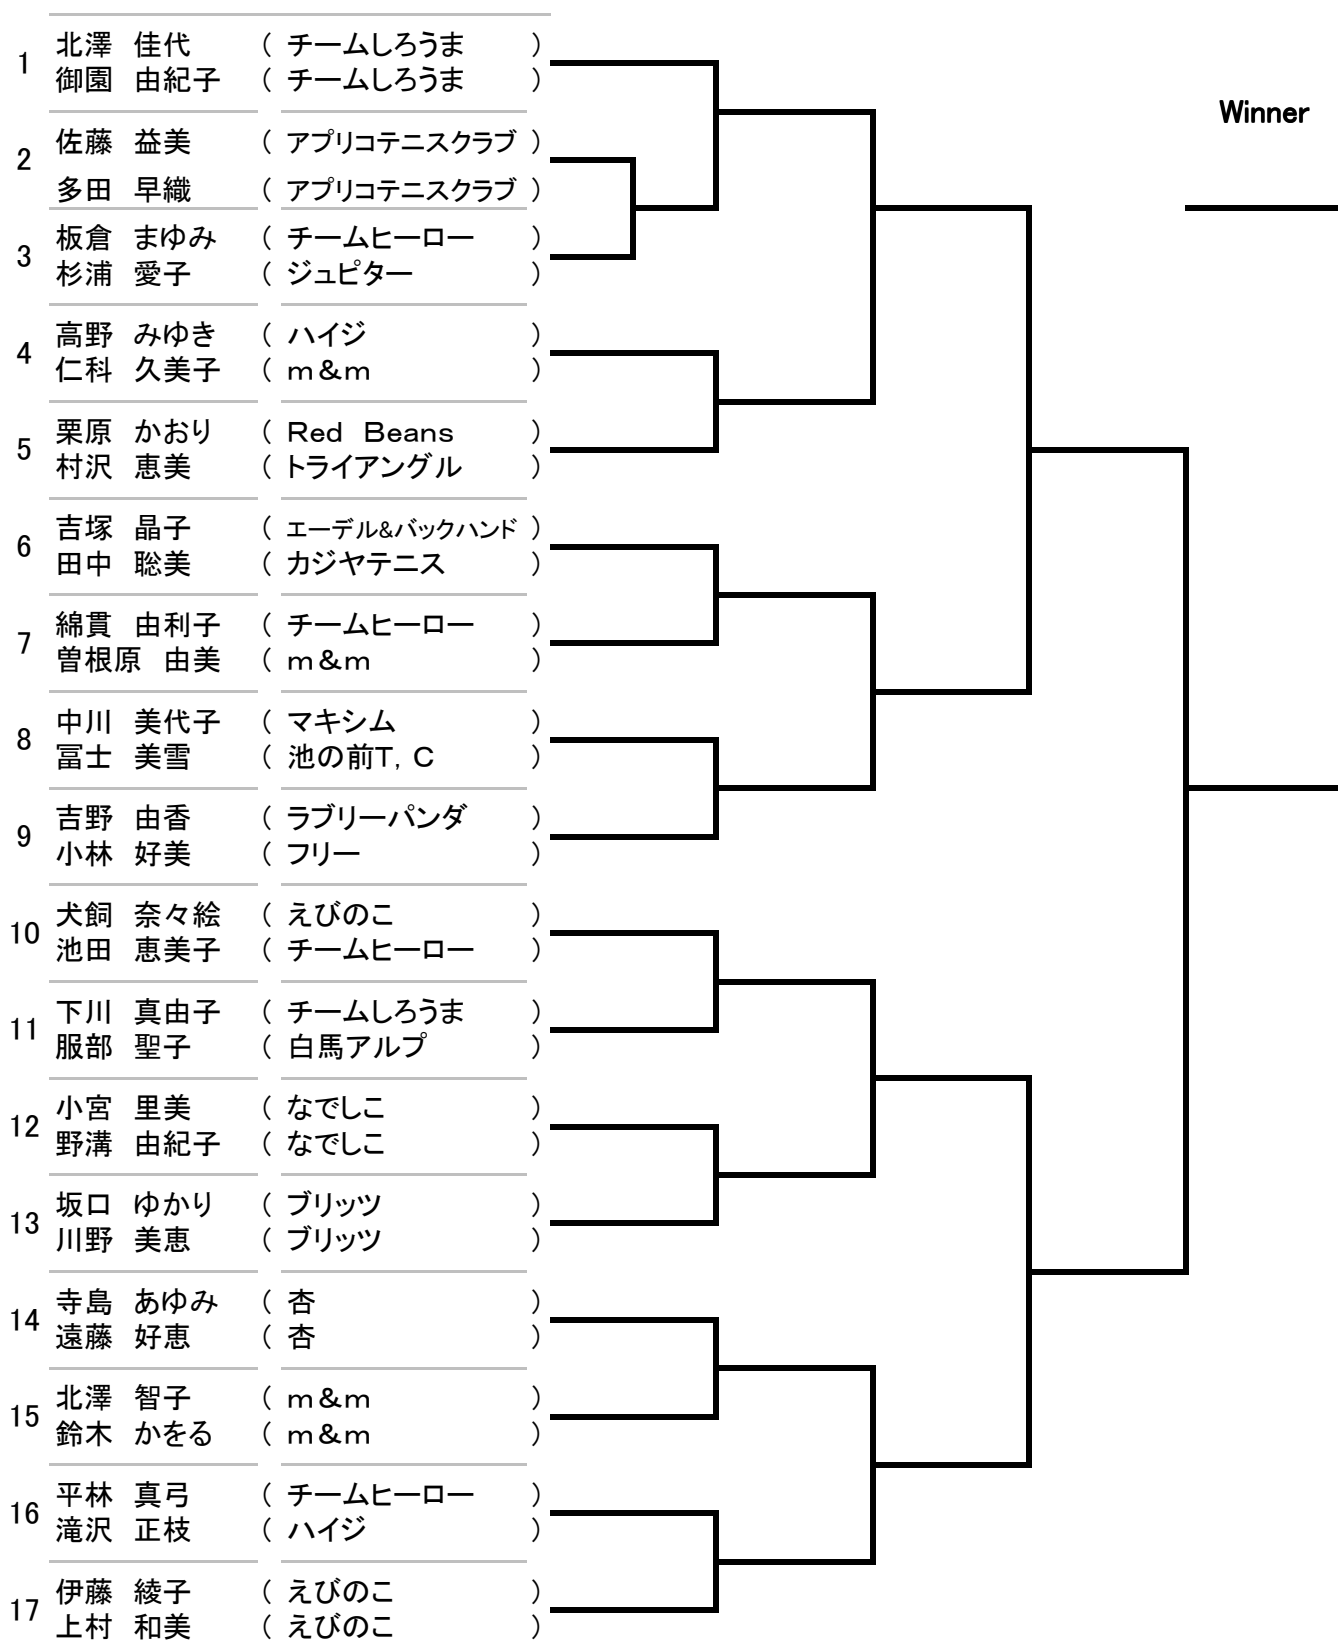 1 北澤 佳代 ( チームしろうま )
御園 由紀子 ( チームしろうま )
Winner
2 佐藤 益美 ( アプリコテニスクラブ )
多田 早織 ( アプリコテニスクラブ )
3 板倉 まゆみ ( チームヒーロー )
杉浦 愛子 ( ジュピター )
4 高野 みゆき ( ハイジ )
仁科 久美子 ( m&m )
5 栗原 かおり ( Red Beans )
村沢 恵美 ( トライアングル )
6 吉塚 晶子 ( エーデル&バックハンド )
田中 聡美 ( カジヤテニス )
7 綿貫 由利子 ( チームヒーロー )
曽根原 由美 ( m&m )
8 中川 美代子 ( マキシム )
冨士 美雪 ( 池の前T,C )
9 吉野 由香 ( ラブリーパンダ )
小林 好美 ( フリー )
10 犬飼 奈々絵 ( えびのこ )
池田 恵美子 ( チームヒーロー )
11 下川 真由子 ( チームしろうま )
服部 聖子 ( 白馬アルプ )
12 小宮 里美 ( なでしこ )
野溝 由紀子 ( なでしこ )
13 坂口 ゆかり ( ブリッツ )
川野 美恵 ( ブリッツ )
14 寺島 あゆみ ( 杏 )
遠藤 好恵 ( 杏 )
15 北澤 智子 ( m&m )
鈴木 かをる ( m&m )
16 平林 真弓 ( チームヒーロー )
滝沢 正枝 ( ハイジ )
17 伊藤 綾子 ( えびのこ )
上村 和美 ( えびのこ )